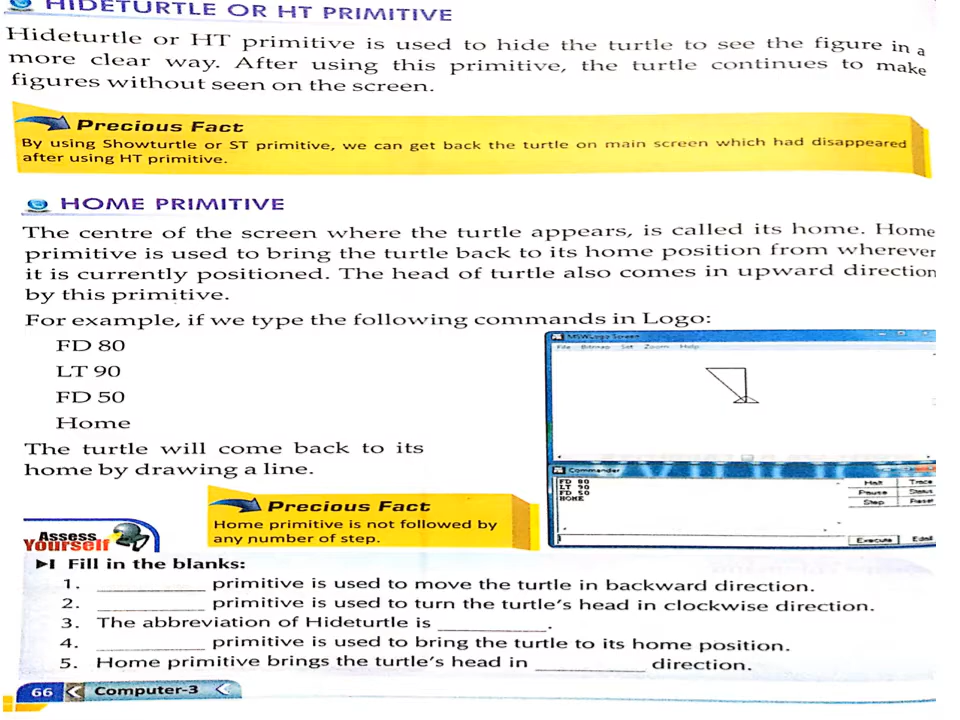 HIDETURTLE OR HT PRIMITIVE
Hideturtle or HT primitive is used to hide the turtle to see the figure in a
more clear way. After using this primitive, the turtle continues to make
figures without seen on the screen.
Precious Fact
By using Showturtle or ST primitive, we can get back the turtle on main screen which had disappeared
after using HT primitive.
HOME PRIMITIVE
The centre of the screen where the turtle appears, is called its home. Home
primitive is used to bring the turtle back to its home position from wherever
it is currently positioned. The head of turtle also comes in upward direction
by this primitive.
For example, if we type the following commands in Logo:
FD 80
LT 90
FD 50
Home
The turtle will come back to its
home by drawing a line.
MSWLogo Screen
File Bitmap Set Zoom Help
Commander
FD 80
LT 90
FD 50
HOME
Halt Trace
Pause Status
Step Reset
Execute Edall
Precious Fact
Home primitive is not followed by
any number of step.
Assess
Yourself 2
I Fill in the blanks:
1. __________ primitive is used to move the turtle in backward direction.
2. __________ primitive is used to turn the turtle's head in clockwise direction.
3. The abbreviation of Hideturtle is __________.
4. __________ primitive is used to bring the turtle to its home position.
5. Home primitive brings the turtle's head in __________ direction.
66 Computer-3